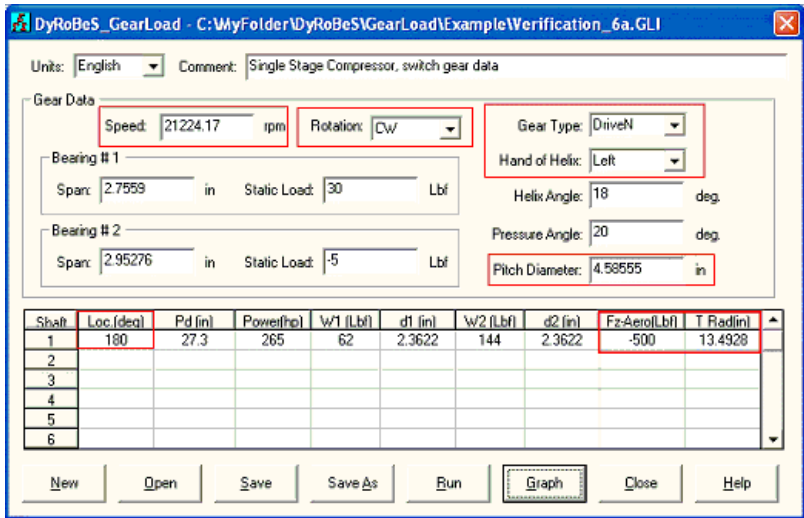 DyRoBeS_GearLoad - C:\MyFolder\DyRoBeS\GearLoad\Example\Verification_6a.GLI
Units: English Comment: Single Stage Compressor, switch gear data
Gear Data
Speed: 21224.17 rpm Rotation: CW Gear Type: DriveN
Bearing # 1 Hand of Helix: Left
Span: 2.7559 in Static Load: 30 Lbf Helix Angle: 18 deg.
Bearing # 2 Pressure Angle: 20 deg.
Span: 2.95276 in Static Load: -5 Lbf Pitch Diameter: 4.58555 in
Shaft Loc.(deg) Pd (in) Power(hp) W1 (Lbf) d1 (in) W2 (Lbf) d2 (in) Fz-Aero(Lbf) T Rad(in)
1 180 27.3 265 62 2.3622 144 2.3622 -500 13.4928
2
3
4
5
6
New Open Save Save As Run Graph Close Help